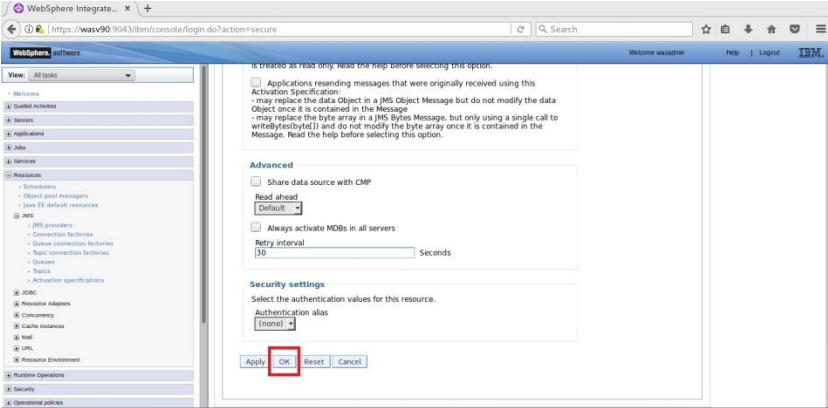 WebSphere Integrate... × +
https://wasv90:9043/ibm/console/login.do?action=secure
Search
WebSphere. software
Welcome wasadmin
Help | Logout
IBM.
View: All tasks
Welcome
Guided Activities
Servers
Applications
Jobs
Services
Resources
Schedulers
Object pool managers
Java EE default resources
JMS
JMS providers
Connection factories
Queue connection factories
Topic connection factories
Queues
Topics
Activation specifications
JDBC
Resource Adapters
Concurrency
Cache instances
Mail
URL
Resource Environment
Runtime Operations
Security
Operational policies
is treated as read only. Read the help before selecting this option.
Applications resending messages that were originally received using this
Activation Specification:
- may replace the data Object in a JMS Object Message but do not modify the data
Object once it is contained in the Message
- may replace the byte array in a JMS Bytes Message, but only using a single call to
writeBytes(byte[]) and do not modify the byte array once it is contained in the
Message. Read the help before selecting this option.
Advanced
Share data source with CMP
Read ahead
Default
Always activate MDBs in all servers
Retry interval
30 Seconds
Security settings
Select the authentication values for this resource.
Authentication alias
(none)
Apply OK Reset Cancel